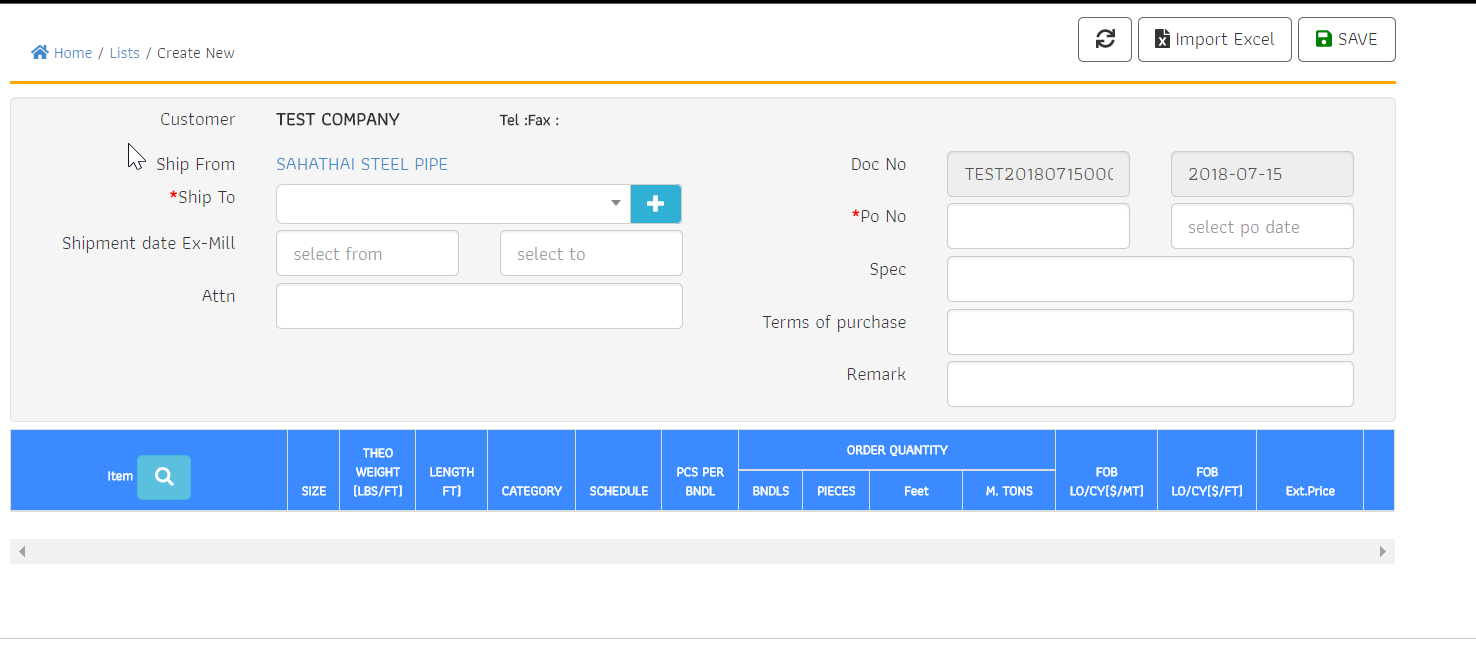 Home / Lists / Create New
Import Excel
SAVE
Customer TEST COMPANY Tel :Fax :
Ship From SAHATHAI STEEL PIPE
*Ship To
Shipment date Ex-Mill select from select to
Attn
Doc No TEST20180715000 2018-07-15
*Po No select po date
Spec
Terms of purchase
Remark
Item
SIZE
THEO
WEIGHT
[LBS/FT]
LENGTH
FT]
CATEGORY
SCHEDULE
PCS PER
BNDL
ORDER QUANTITY
BNDLS PIECES Feet M. TONS
FOB
LO/CY[$/MT]
FOB
LO/CY[$/FT]
Ext.Price